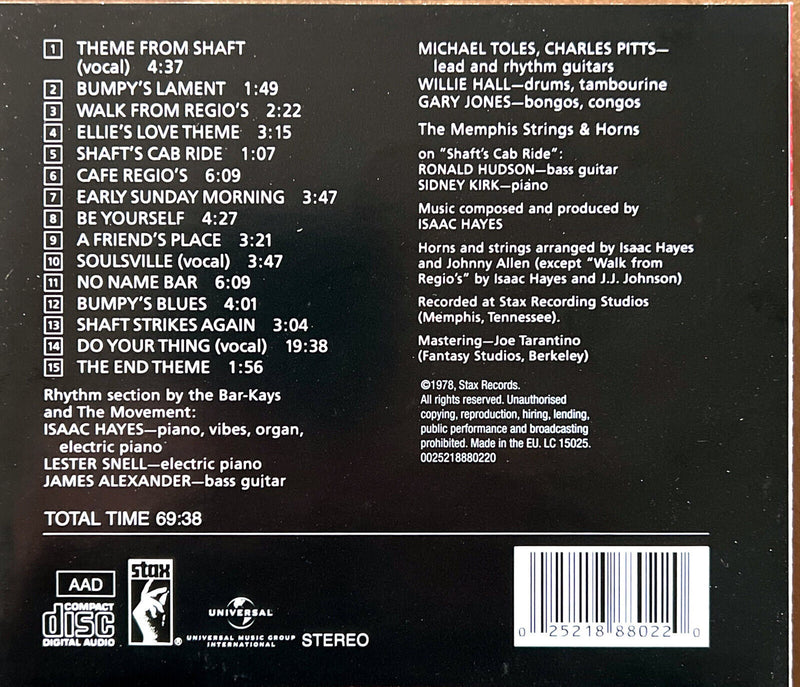 1 THEME FROM SHAFT
(vocal) 4:37
2 BUMPY'S LAMENT 1:49
3 WALK FROM REGIO'S 2:22
4 ELLIE'S LOVE THEME 3:15
5 SHAFT'S CAB RIDE 1:07
6 CAFE REGIO'S 6:09
7 EARLY SUNDAY MORNING 3:47
8 BE YOURSELF 4:27
9 A FRIEND'S PLACE 3:21
10 SOULSVILLE (vocal) 3:47
11 NO NAME BAR 6:09
12 BUMPY'S BLUES 4:01
13 SHAFT STRIKES AGAIN 3:04
14 DO YOUR THING (vocal) 19:38
15 THE END THEME 1:56
Rhythm section by the Bar-Kays
and The Movement:
ISAAC HAYES—piano, vibes, organ,
electric piano
LESTER SNELL—electric piano
JAMES ALEXANDER—bass guitar
MICHAEL TOLES, CHARLES PITTS—
lead and rhythm guitars
WILLIE HALL—drums, tambourine
GARY JONES—bongos, congos
The Memphis Strings & Horns
on "Shaft's Cab Ride":
RONALD HUDSON—bass guitar
SIDNEY KIRK—piano
Music composed and produced by
ISAAC HAYES
Horns and strings arranged by Isaac Hayes
and Johnny Allen (except "Walk from
Regio's" by Isaac Hayes and J.J. Johnson)
Recorded at Stax Recording Studios
(Memphis, Tennessee).
Mastering—Joe Tarantino
(Fantasy Studios, Berkeley)
©1978, Stax Records.
All rights reserved. Unauthorised
copying, reproduction, hiring, lending,
public performance and broadcasting
prohibited. Made in the EU. LC 15025.
0025218880220
TOTAL TIME 69:38
AAD
COMPACT
disc
DIGITAL AUDIO
stax
®
UNIVERSAL
UNIVERSAL MUSIC GROUP
INTERNATIONAL
STEREO
0 25218 88022 0